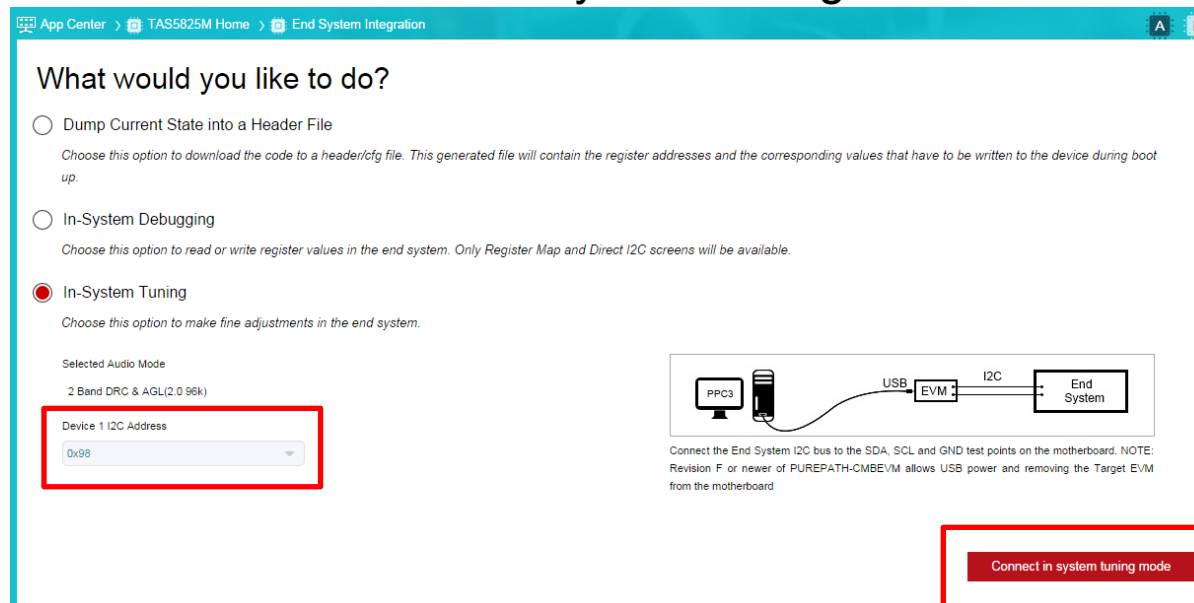 App Center > TAS5825M Home > End System Integration
A
What would you like to do?
Dump Current State into a Header File
Choose this option to download the code to a header/cfg file. This generated file will contain the register addresses and the corresponding values that have to be written to the device during boot
up.
In-System Debugging
Choose this option to read or write register values in the end system. Only Register Map and Direct I2C screens will be available.
In-System Tuning
Choose this option to make fine adjustments in the end system.
Selected Audio Mode
2 Band DRC & AGL(2.0 96k)
Device 1 I2C Address
0x98
PPC3
USB
EVM
I2C
End
System
Connect the End System I2C bus to the SDA, SCL and GND test points on the motherboard. NOTE:
Revision F or newer of PUREPATH-CMBEVM allows USB power and removing the Target EVM
from the motherboard
Connect in system tuning mode